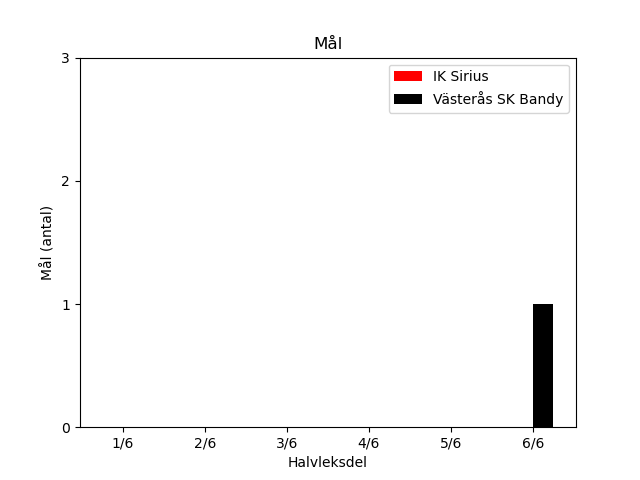 Mål
IK Sirius
Västerås SK Bandy
3
2
1
0
Mål (antal)
1/6 2/6 3/6 4/6 5/6 6/6
Halvleksdel